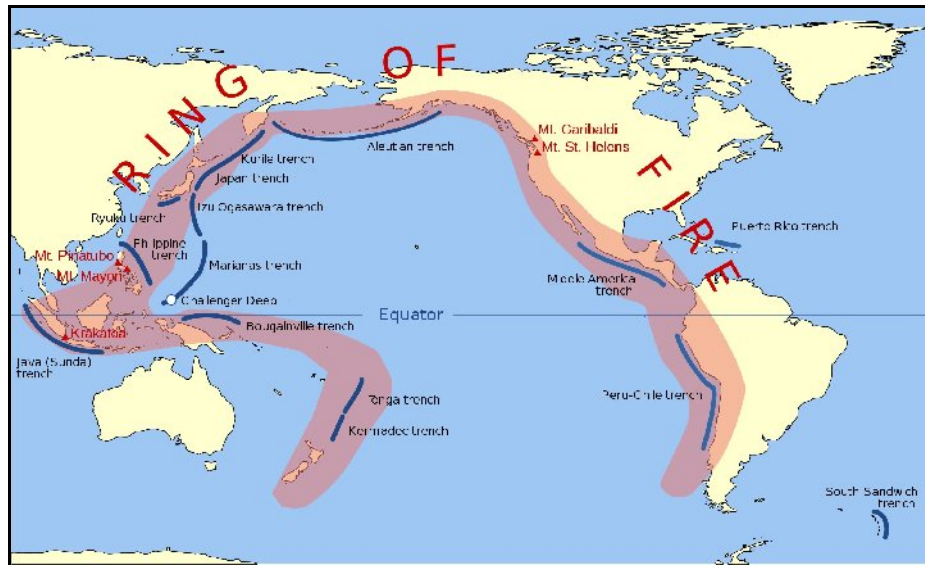 RING OF FIRE
Mt. Garibaldi
Mt. St. Helens
Aleutian trench
Kurile trench
Japan trench
Izu Ogasawara trench
Ryuku trench
Philippine
trench
Mt. Pinatubo
Mt. Mayon
Marianas trench
Challenger Deep
Puerto Rico trench
Middle America
trench
Equator
Bougainville trench
Krakatoa
Java (Sunda)
trench
Tonga trench
Kermadec trench
Peru-Chile trench
South Sandwich
trench